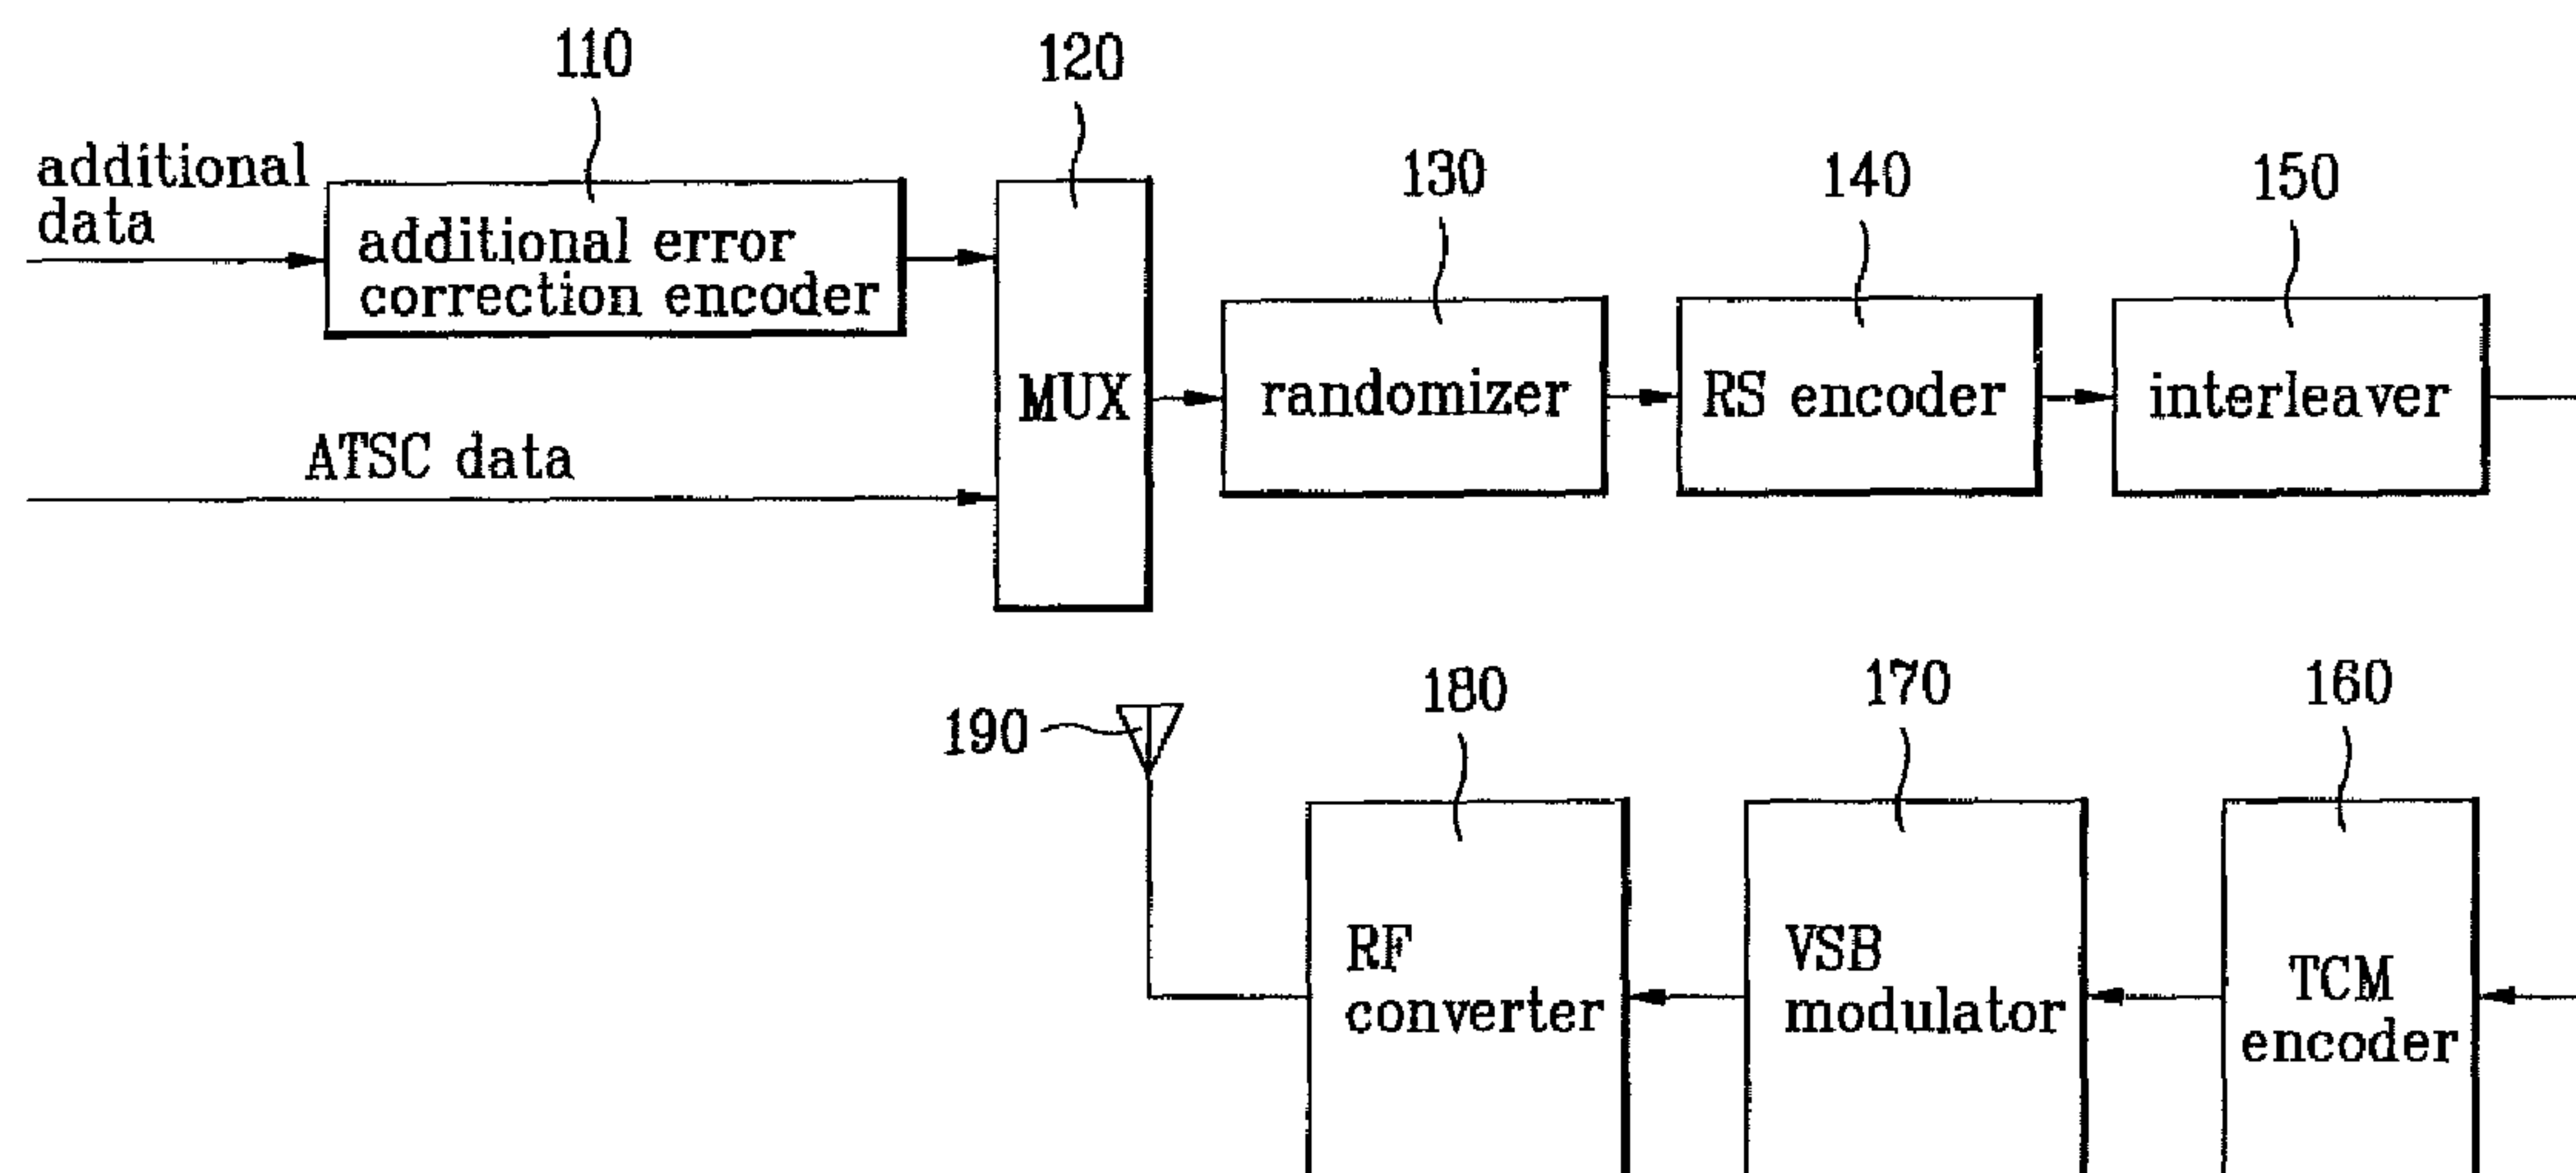 110
120
130
140
150
additional
data
additional error
correction encoder
MUX
randomizer
RS encoder
interleaver
ATSC data
190
180
170
160
RF
converter
VSB
modulator
TCM
encoder